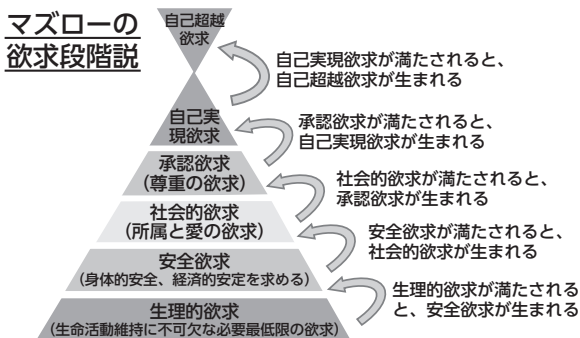 マズローの
欲求段階説
自己超越
欲求
自己実現欲求が満たされると、
自己超越欲求が生まれる
自己実
現欲求
承認欲求が満たされると、
自己実現欲求が生まれる
承認欲求
（尊重の欲求）
社会的欲求が満たされると、
承認欲求が生まれる
社会的欲求
（所属と愛の欲求）
安全欲求が満たされると、
社会的欲求が生まれる
安全欲求
（身体的安全、経済的安定を求める）
生理的欲求が満たされる
と、安全欲求が生まれる
生理的欲求
（生命活動維持に不可欠な必要最低限の欲求）